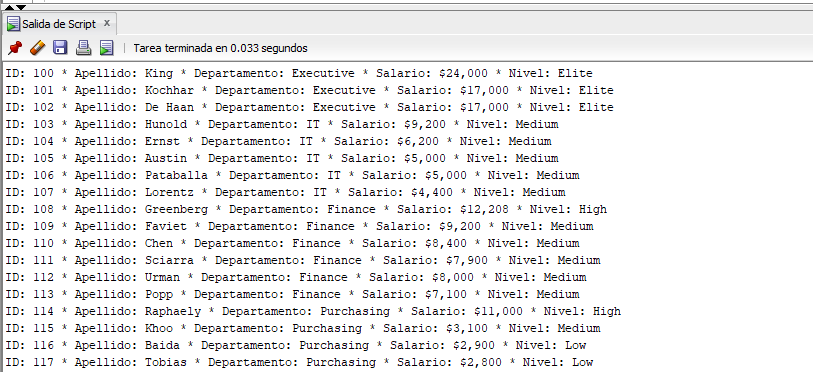 Salida de Script x
Tarea terminada en 0.033 segundos
ID: 100 * Apellido: King * Departamento: Executive * Salario: $24,000 * Nivel: Elite
ID: 101 * Apellido: Kochhar * Departamento: Executive * Salario: $17,000 * Nivel: Elite
ID: 102 * Apellido: De Haan * Departamento: Executive * Salario: $17,000 * Nivel: Elite
ID: 103 * Apellido: Hunold * Departamento: IT * Salario: $9,200 * Nivel: Medium
ID: 104 * Apellido: Ernst * Departamento: IT * Salario: $6,200 * Nivel: Medium
ID: 105 * Apellido: Austin * Departamento: IT * Salario: $5,000 * Nivel: Medium
ID: 106 * Apellido: Pataballa * Departamento: IT * Salario: $5,000 * Nivel: Medium
ID: 107 * Apellido: Lorentz * Departamento: IT * Salario: $4,400 * Nivel: Medium
ID: 108 * Apellido: Greenberg * Departamento: Finance * Salario: $12,208 * Nivel: High
ID: 109 * Apellido: Faviet * Departamento: Finance * Salario: $9,200 * Nivel: Medium
ID: 110 * Apellido: Chen * Departamento: Finance * Salario: $8,400 * Nivel: Medium
ID: 111 * Apellido: Sciarra * Departamento: Finance * Salario: $7,900 * Nivel: Medium
ID: 112 * Apellido: Urman * Departamento: Finance * Salario: $8,000 * Nivel: Medium
ID: 113 * Apellido: Popp * Departamento: Finance * Salario: $7,100 * Nivel: Medium
ID: 114 * Apellido: Raphaely * Departamento: Purchasing * Salario: $11,000 * Nivel: High
ID: 115 * Apellido: Khoo * Departamento: Purchasing * Salario: $3,100 * Nivel: Medium
ID: 116 * Apellido: Baida * Departamento: Purchasing * Salario: $2,900 * Nivel: Low
ID: 117 * Apellido: Tobias * Departamento: Purchasing * Salario: $2,800 * Nivel: Low